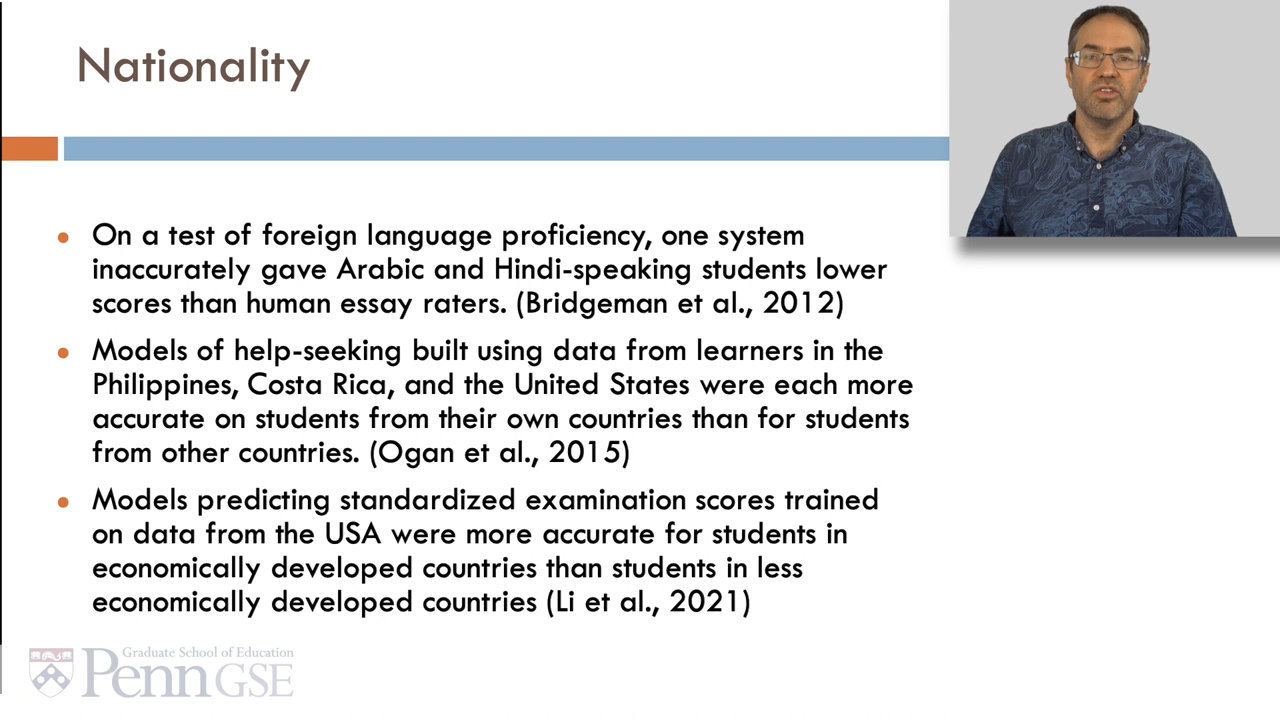 Nationality
• On a test of foreign language proficiency, one system
inaccurately gave Arabic and Hindi-speaking students lower
scores than human essay raters. (Bridgeman et al., 2012)
• Models of help-seeking built using data from learners in the
Philippines, Costa Rica, and the United States were each more
accurate on students from their own countries than for students
from other countries. (Ogan et al., 2015)
• Models predicting standardized examination scores trained
on data from the USA were more accurate for students in
economically developed countries than students in less
economically developed countries (Li et al., 2021)
Graduate School of Education
Penn GSE